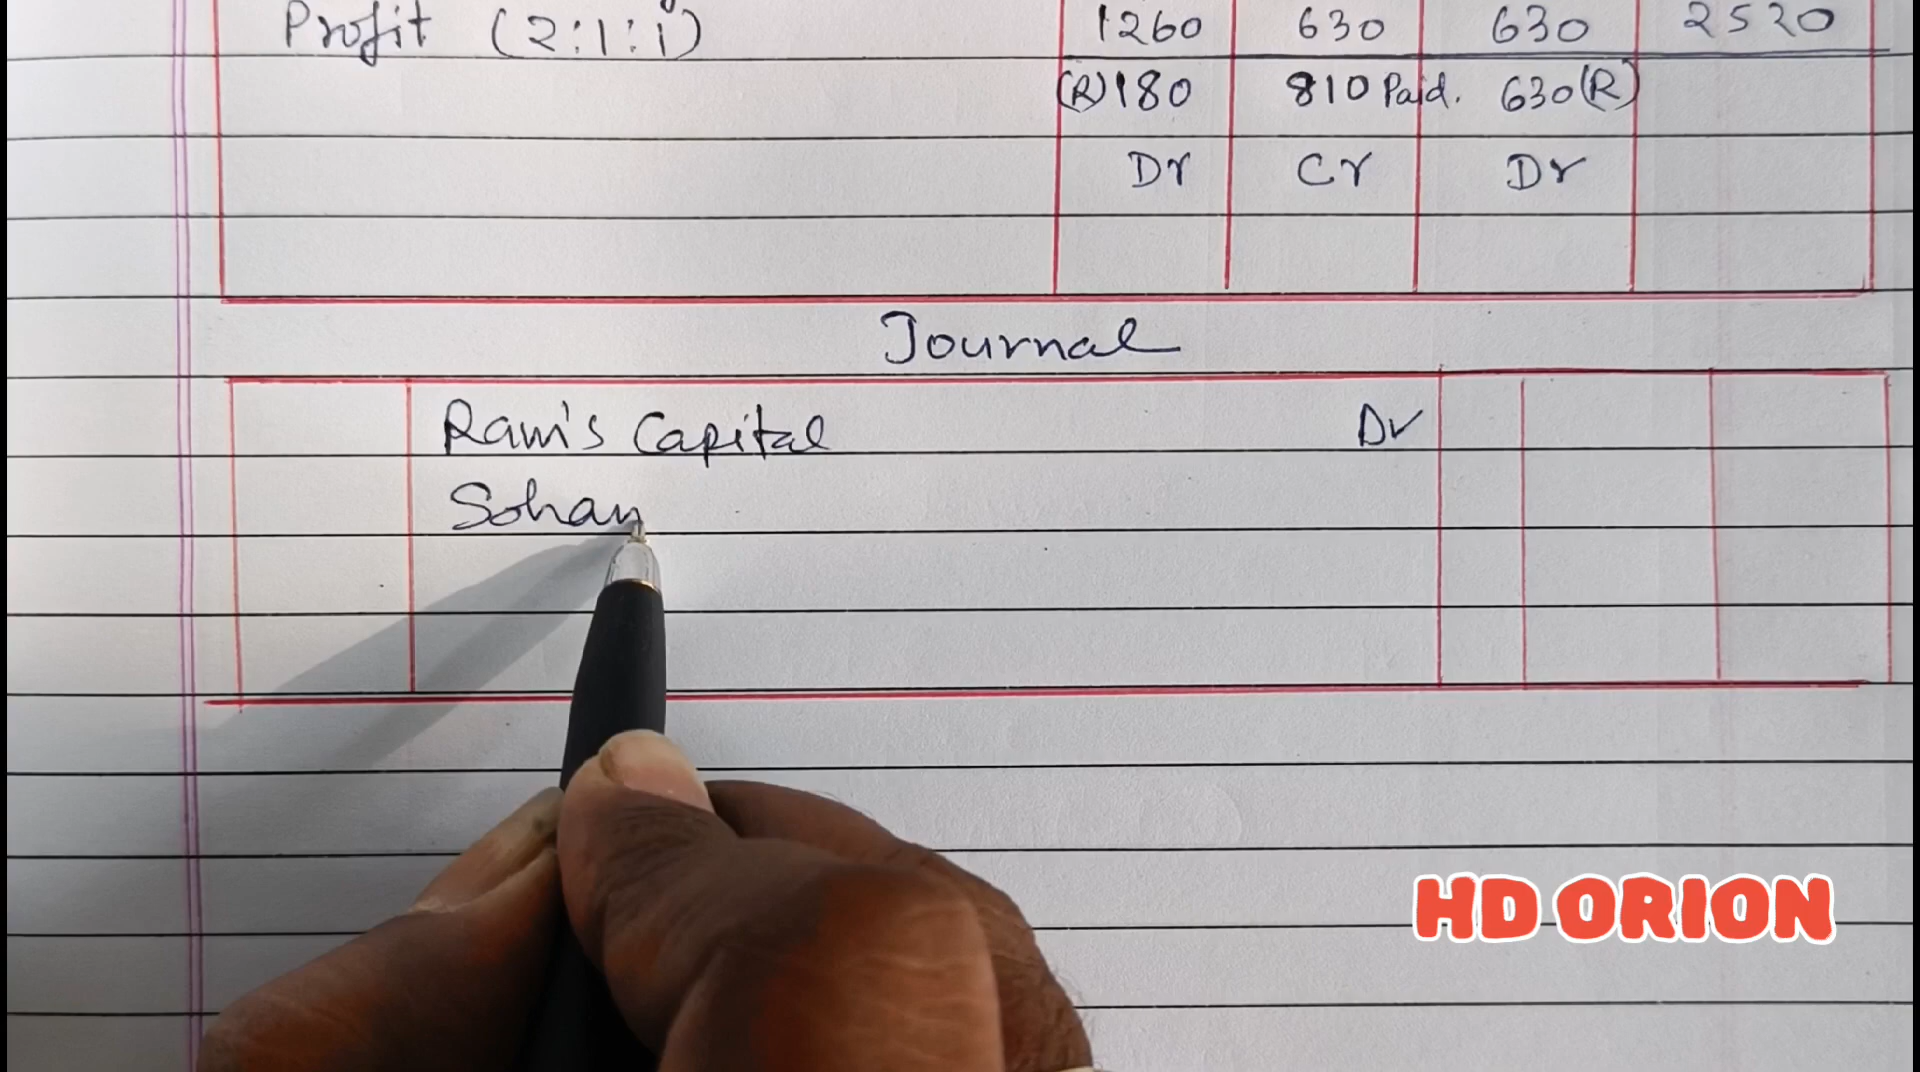 Profit (2:1:1) 1260 630 630 2520
(R)180 810 Paid. 630(R)
Dr Cr Dr
Journal
Ram's Capital Dr
Sohan
HD ORION